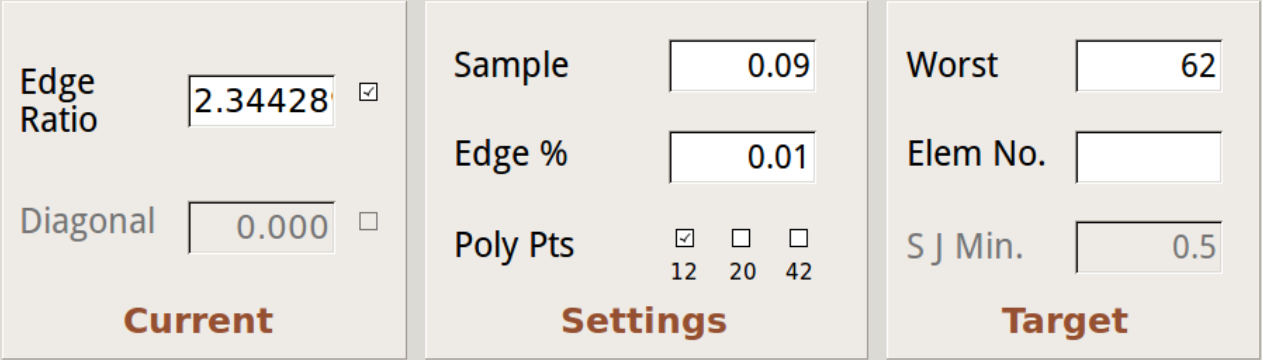 Edge
Ratio
2.34428
Diagonal
0.000
Current
Sample
0.09
Edge %
0.01
Poly Pts
12 20 42
Settings
Worst
62
Elem No.
S J Min.
0.5
Target